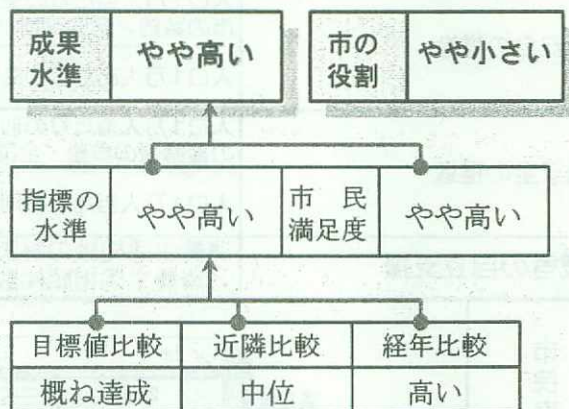 成果
水準
やや高い
市の
役割
やや小さい
指標の
水準
やや高い
市民
満足度
やや高い
目標値比較
近隣比較
経年比較
概ね達成
中位
高い